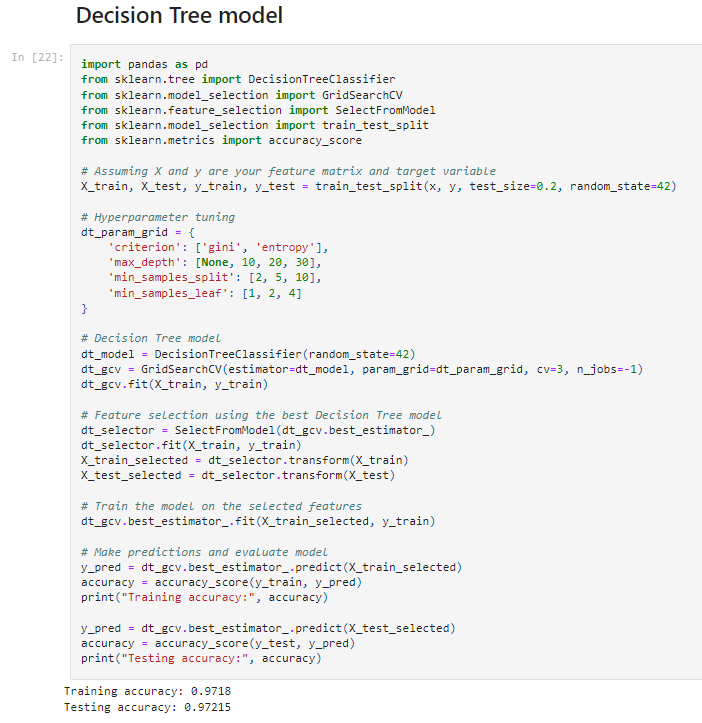 Decision Tree model
In [22]:
import pandas as pd
from sklearn.tree import DecisionTreeClassifier
from sklearn.model_selection import GridSearchCV
from sklearn.feature_selection import SelectFromModel
from sklearn.model_selection import train_test_split
from sklearn.metrics import accuracy_score

# Assuming X and y are your feature matrix and target variable
X_train, X_test, y_train, y_test = train_test_split(x, y, test_size=0.2, random_state=42)

# Hyperparameter tuning
dt_param_grid = {
    'criterion': ['gini', 'entropy'],
    'max_depth': [None, 10, 20, 30],
    'min_samples_split': [2, 5, 10],
    'min_samples_leaf': [1, 2, 4]
}

# Decision Tree model
dt_model = DecisionTreeClassifier(random_state=42)
dt_gcv = GridSearchCV(estimator=dt_model, param_grid=dt_param_grid, cv=3, n_jobs=-1)
dt_gcv.fit(X_train, y_train)

# Feature selection using the best Decision Tree model
dt_selector = SelectFromModel(dt_gcv.best_estimator_)
dt_selector.fit(X_train, y_train)
X_train_selected = dt_selector.transform(X_train)
X_test_selected = dt_selector.transform(X_test)

# Train the model on the selected features
dt_gcv.best_estimator_.fit(X_train_selected, y_train)

# Make predictions and evaluate model
y_pred = dt_gcv.best_estimator_.predict(X_train_selected)
accuracy = accuracy_score(y_train, y_pred)
print("Training accuracy:", accuracy)

y_pred = dt_gcv.best_estimator_.predict(X_test_selected)
accuracy = accuracy_score(y_test, y_pred)
print("Testing accuracy:", accuracy)
Training accuracy: 0.9718
Testing accuracy: 0.97215